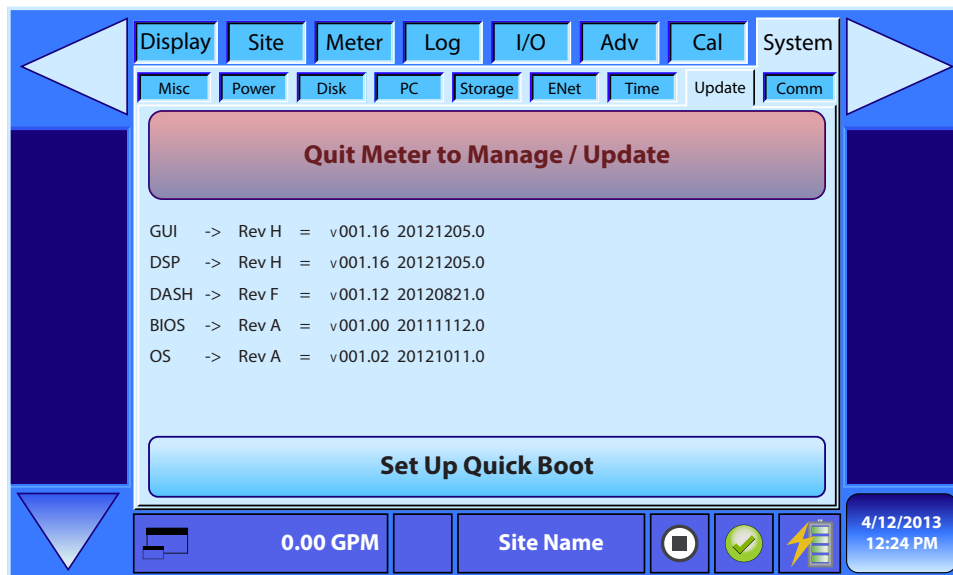 Display Site Meter Log I/O Adv Cal System
Misc Power Disk PC Storage ENet Time Update Comm
Quit Meter to Manage / Update
GUI -> Rev H = v001.16 20121205.0
DSP -> Rev H = v001.16 20121205.0
DASH -> Rev F = v001.12 20120821.0
BIOS -> Rev A = v001.00 20111112.0
OS -> Rev A = v001.02 20121011.0
Set Up Quick Boot
0.00 GPM Site Name
4/12/2013
12:24 PM